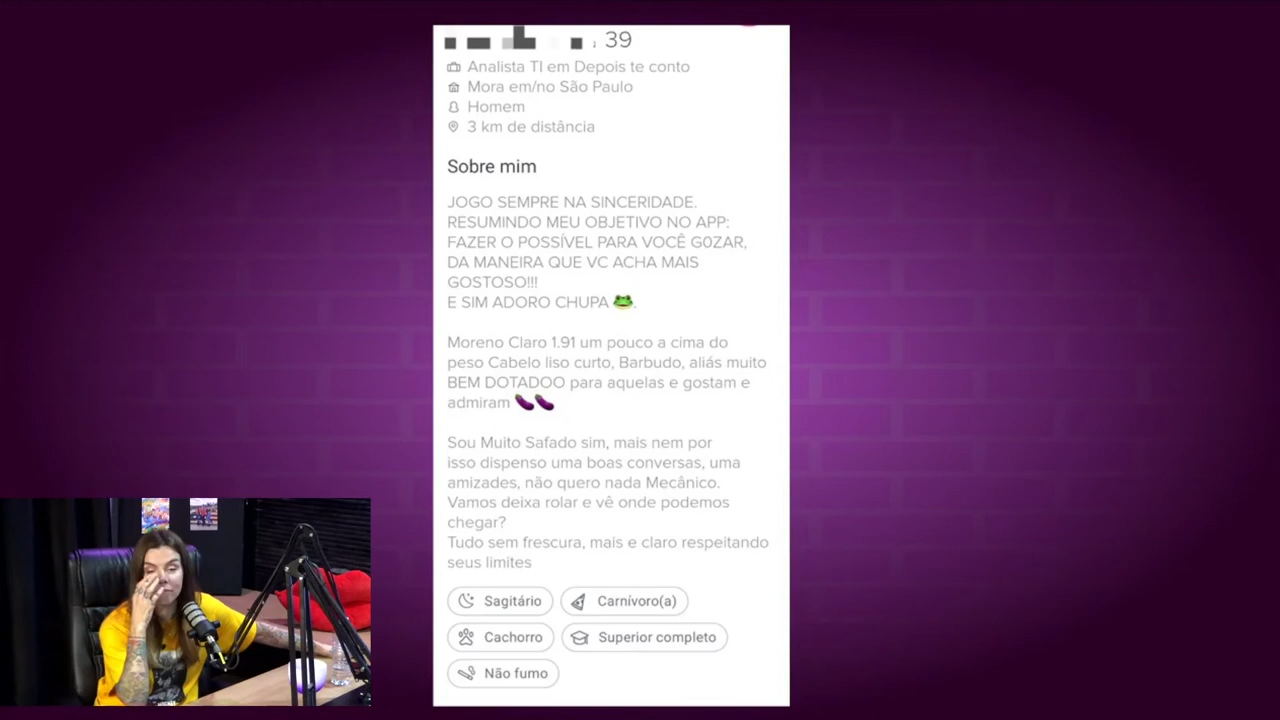 39
Analista TI em Depois te conto
Mora em/no São Paulo
Homem
3 km de distância
Sobre mim
JOGO SEMPRE NA SINCERIDADE.
RESUMINDO MEU OBJETIVO NO APP:
FAZER O POSSÍVEL PARA VOCÊ G0ZAR,
DA MANEIRA QUE VC ACHA MAIS
GOSTOSO!!!
E SIM ADORO CHUPA 🐸.
Moreno Claro 1.91 um pouco a cima do
peso Cabelo liso curto, Barbudo, aliás muito
BEM DOTADOO para aquelas e gostam e
admiram 🍆🍆
Sou Muito Safado sim, mais nem por
isso dispenso uma boas conversas, uma
amizades, não quero nada Mecânico.
Vamos deixa rolar e vê onde podemos
chegar?
Tudo sem frescura, mais e claro respeitando
seus limites
Sagitário
Carnívoro(a)
Cachorro
Superior completo
Não fumo